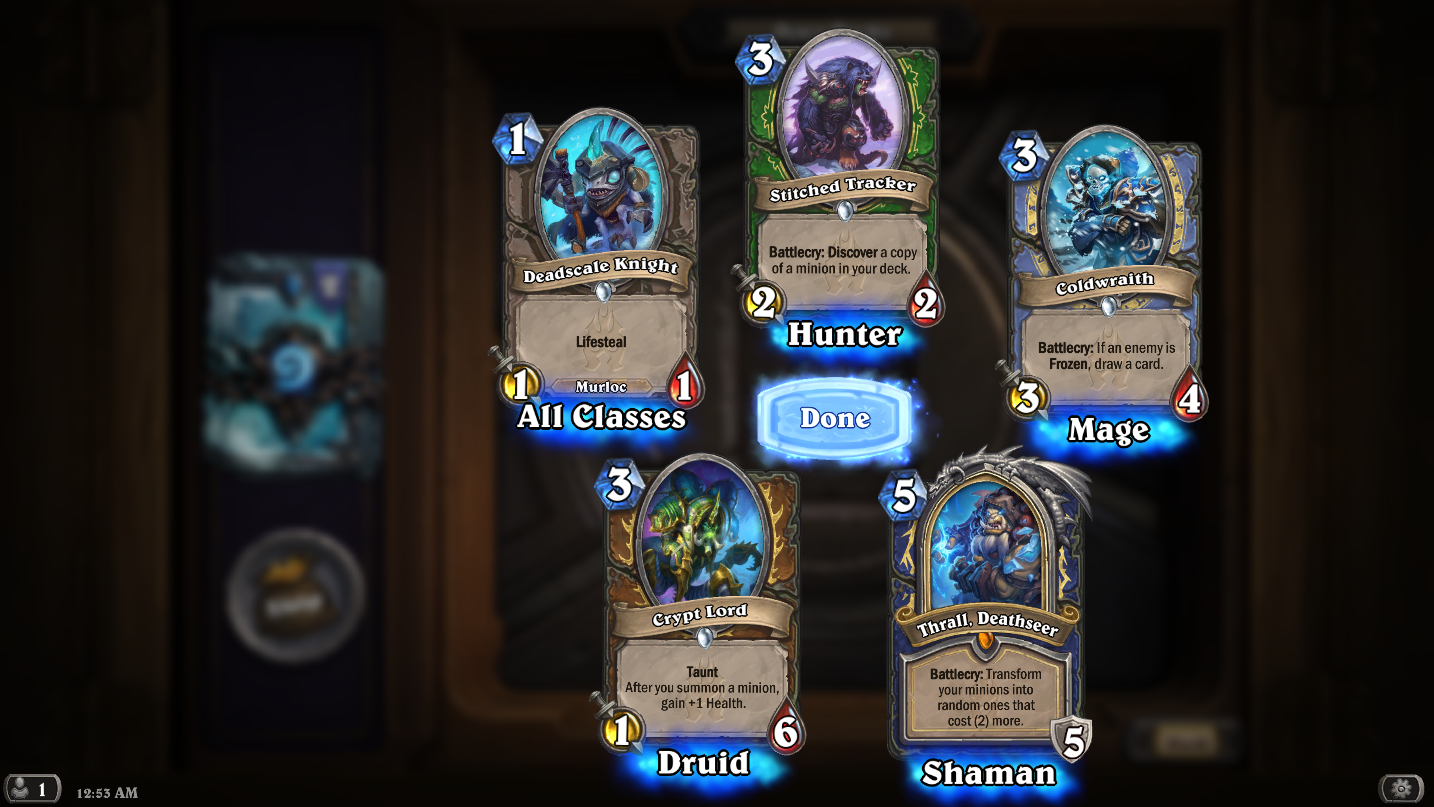 3
Stitched Tracker
Battlecry: Discover a copy
of a minion in your deck.
2
2
Hunter
1
Deadscale Knight
Lifesteal
Murloc
1
1
All Classes
3
Coldwraith
Battlecry: If an enemy is
Frozen, draw a card.
3
4
Mage
Done
3
Crypt Lord
Taunt
After you summon a minion,
gain +1 Health.
1
6
Druid
5
Thrall, Deathseer
Battlecry: Transform
your minions into
random ones that
cost (2) more.
5
Shaman
1
12:53 AM